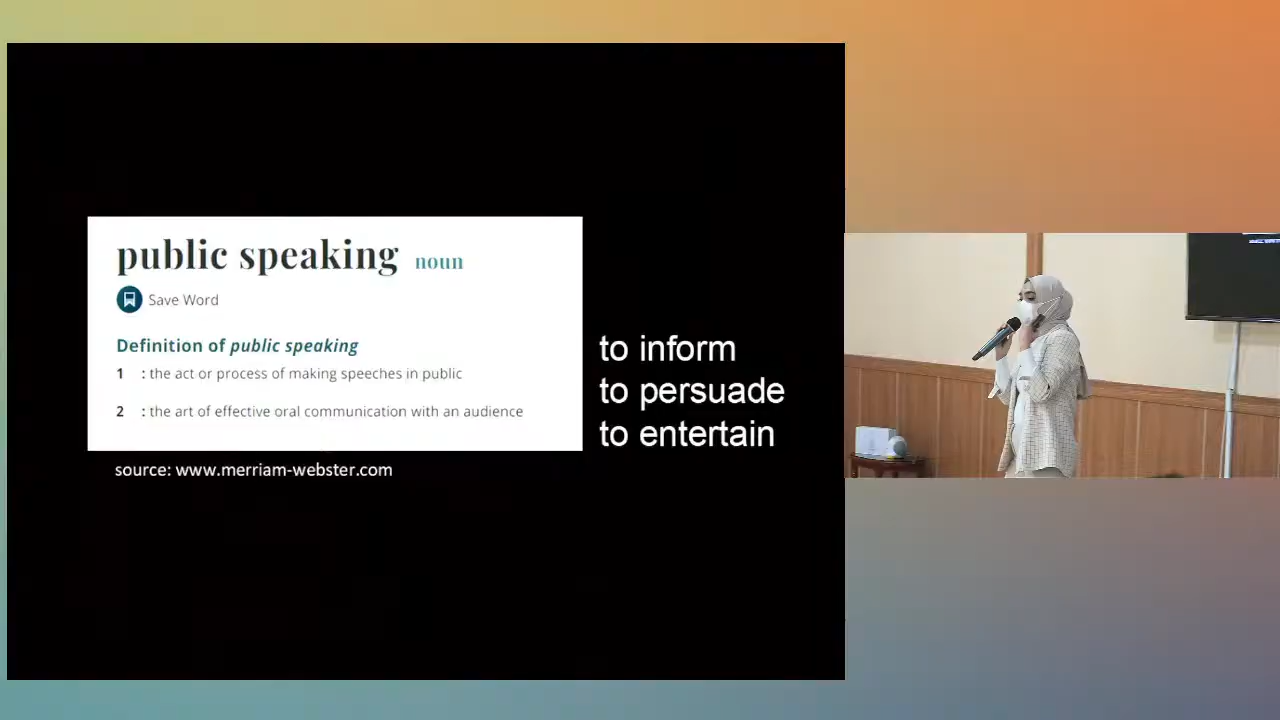 public speaking noun
Save Word
Definition of public speaking
1 : the act or process of making speeches in public
2 : the art of effective oral communication with an audience
source: www.merriam-webster.com
to inform
to persuade
to entertain